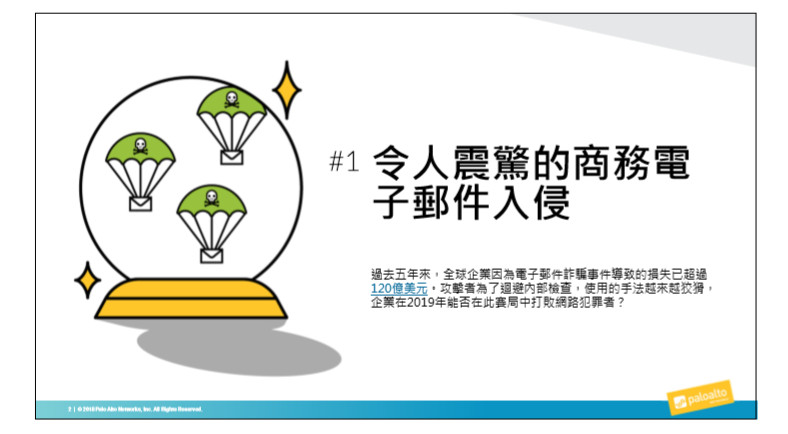 #1 令人震驚的商務電
子郵件入侵
過去五年來，全球企業因為電子郵件詐騙事件導致的損失已超過
120億美元。攻擊者為了迴避內部檢查，使用的手法越來越狡猾，
企業在2019年能否在此賽局中打敗網路犯罪者？
2 | © 2018 Palo Alto Networks, Inc. All Rights Reserved.
paloalto